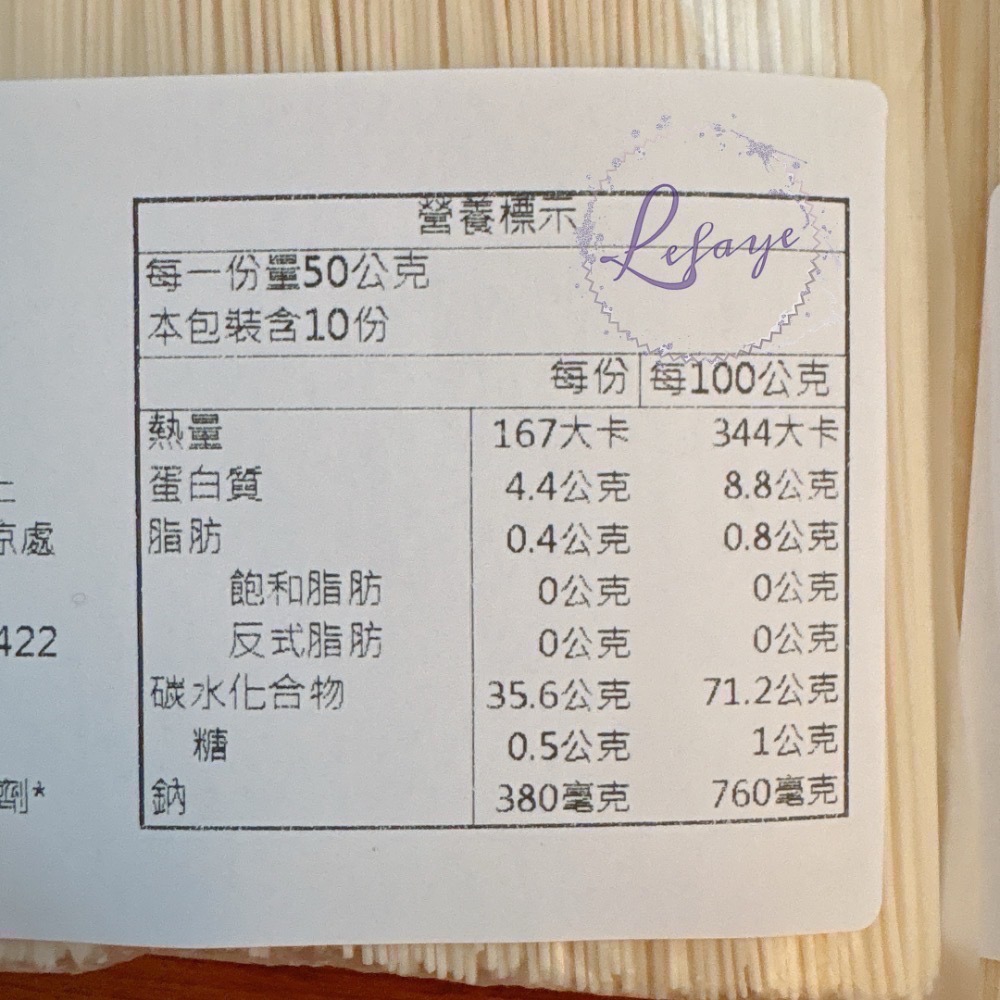 營養標示
Lefaye
每一份量50公克
本包裝含10份
每份 每100公克
熱量 167大卡 344大卡
蛋白質 4.4公克 8.8公克
京處
脂肪 0.4公克 0.8公克
飽和脂肪 0公克 0公克
422
反式脂肪 0公克 0公克
碳水化合物 35.6公克 71.2公克
糖 0.5公克 1公克
劑*
鈉 380毫克 760毫克